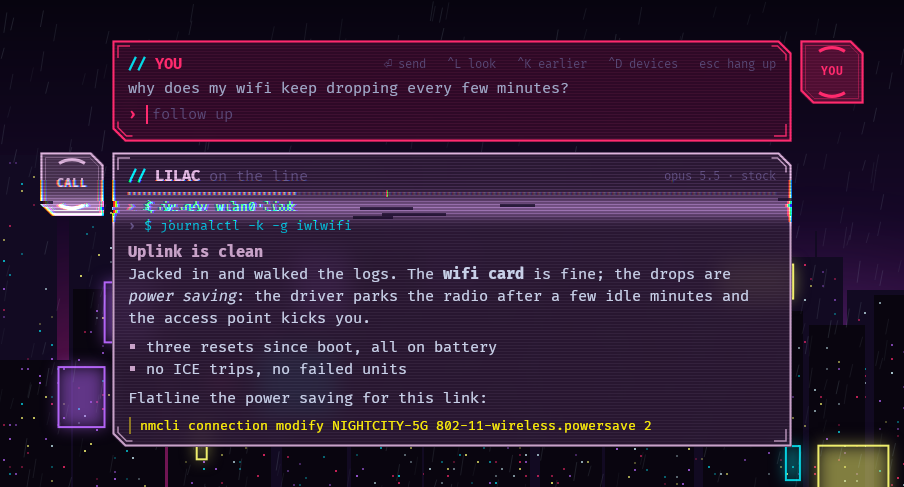 // YOU ⏎ send ^L look ^K earlier ^D devices esc hang up
why does my wifi keep dropping every few minutes?
› follow up
YOU
CALL
// LILAC on the line opus 5.5 · stock
› $ iw dev wlan0 link
› $ journalctl -k -g iwlwifi
Uplink is clean
Jacked in and walked the logs. The wifi card is fine; the drops are
power saving: the driver parks the radio after a few idle minutes and
the access point kicks you.
▪ three resets since boot, all on battery
▪ no ICE trips, no failed units
Flatline the power saving for this link:
nmcli connection modify NIGHTCITY-5G 802-11-wireless.powersave 2